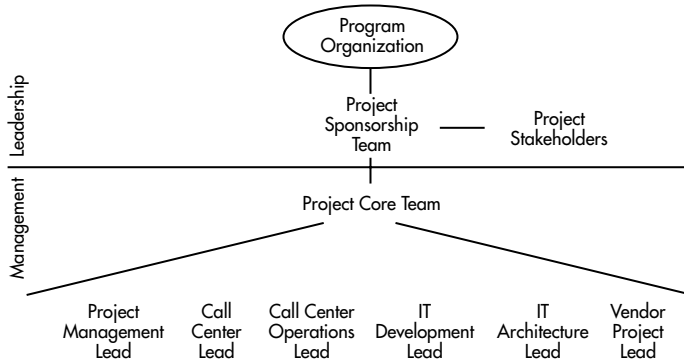 Program
Organization
Leadership
Project
Sponsorship
Team
Project
Stakeholders
Management
Project Core Team
Project
Management
Lead
Call
Center
Lead
Call Center
Operations
Lead
IT
Development
Lead
IT
Architecture
Lead
Vendor
Project
Lead